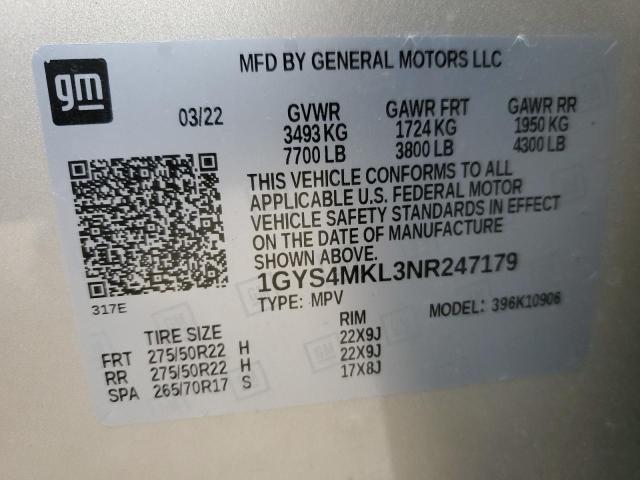 gm
MFD BY GENERAL MOTORS LLC
03/22
GVWR GAWR FRT GAWR RR
3493 KG 1724 KG 1950 KG
7700 LB 3800 LB 4300 LB
THIS VEHICLE CONFORMS TO ALL
APPLICABLE U.S. FEDERAL MOTOR
VEHICLE SAFETY STANDARDS IN EFFECT
ON THE DATE OF MANUFACTURE
SHOWN ABOVE.
1GYS4MKL3NR247179
317E
TYPE: MPV MODEL: 396K10906
TIRE SIZE RIM
FRT 275/50R22 H 22X9J
RR 275/50R22 H 22X9J
SPA 265/70R17 S 17X8J